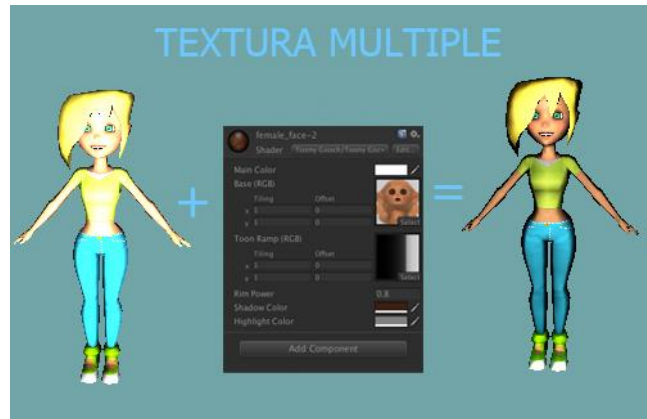 TEXTURA MULTIPLE
female_face-2
Shader
Edit...
Main Color
Base (RGB)
Tiling Offset
x 1 0
y 1 0
Select
Toon Ramp (RGB)
Tiling Offset
x 1 0
y 1 0
Select
Rim Power 0.8
Shadow Color
Highlight Color
Add Component
+
=